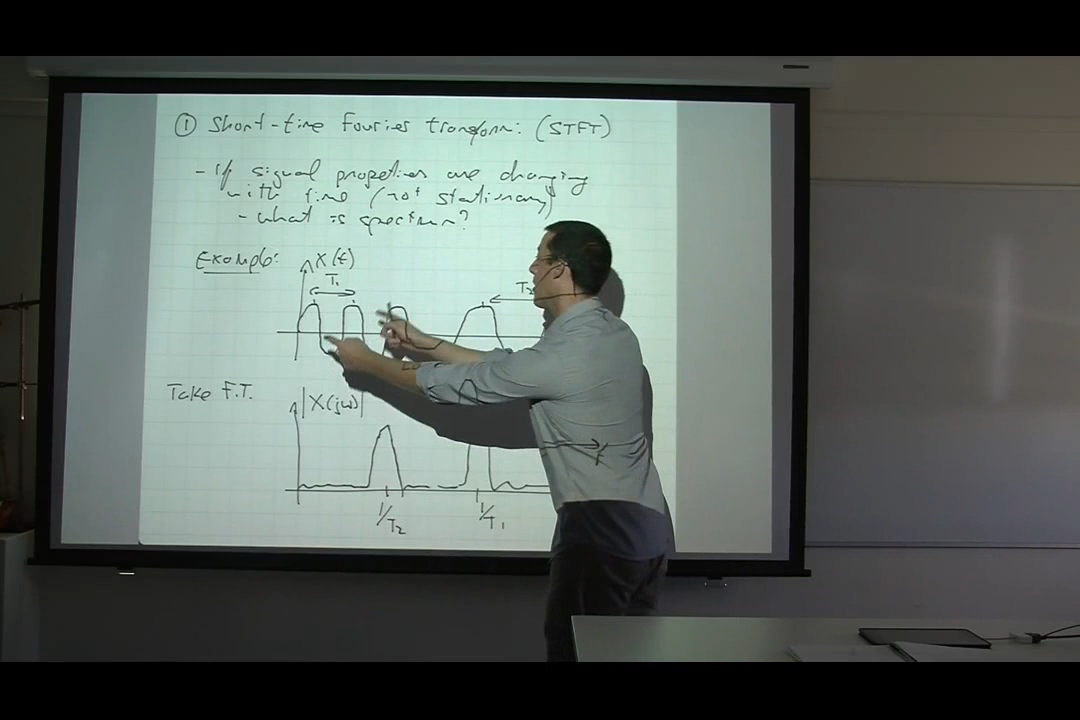 ① Short-time Fourier transform: (STFT)
- If signal properties are changing
with time (not stationary)
- what is spectrum?
Example:
X(t)
T₁
T₂
Take F.T.
|X(jω)|
f
1/T₂
1/T₁